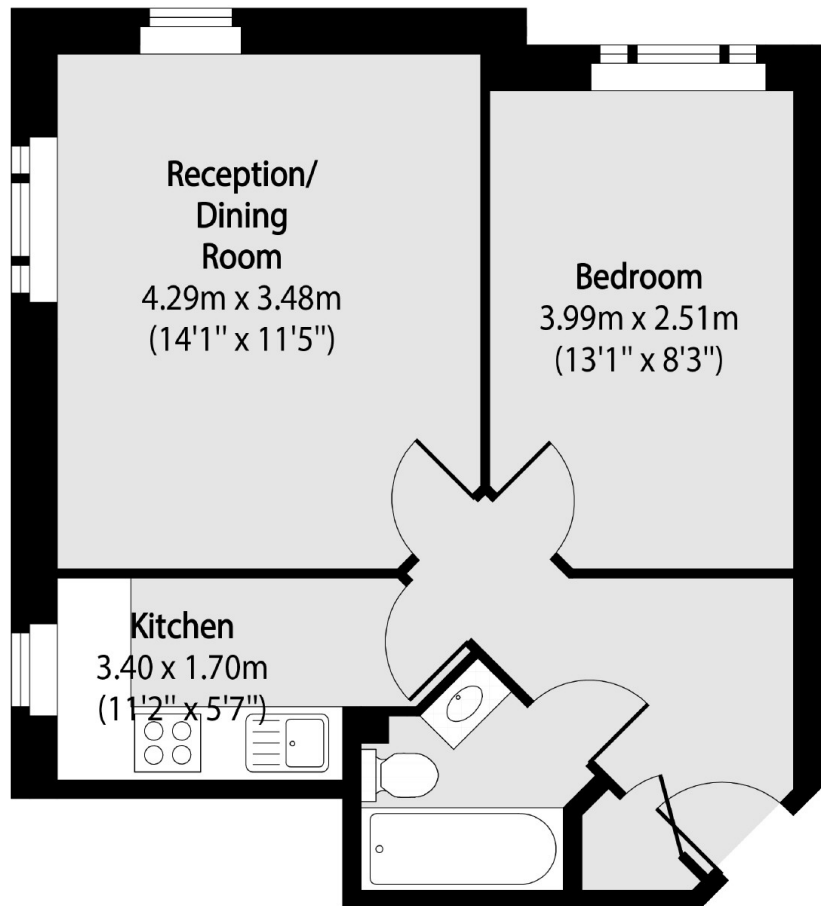 Reception/
Dining
Room
4.29m x 3.48m
(14'1" x 11'5")
Bedroom
3.99m x 2.51m
(13'1" x 8'3")
Kitchen
3.40 x 1.70m
(11'2" x 5'7")